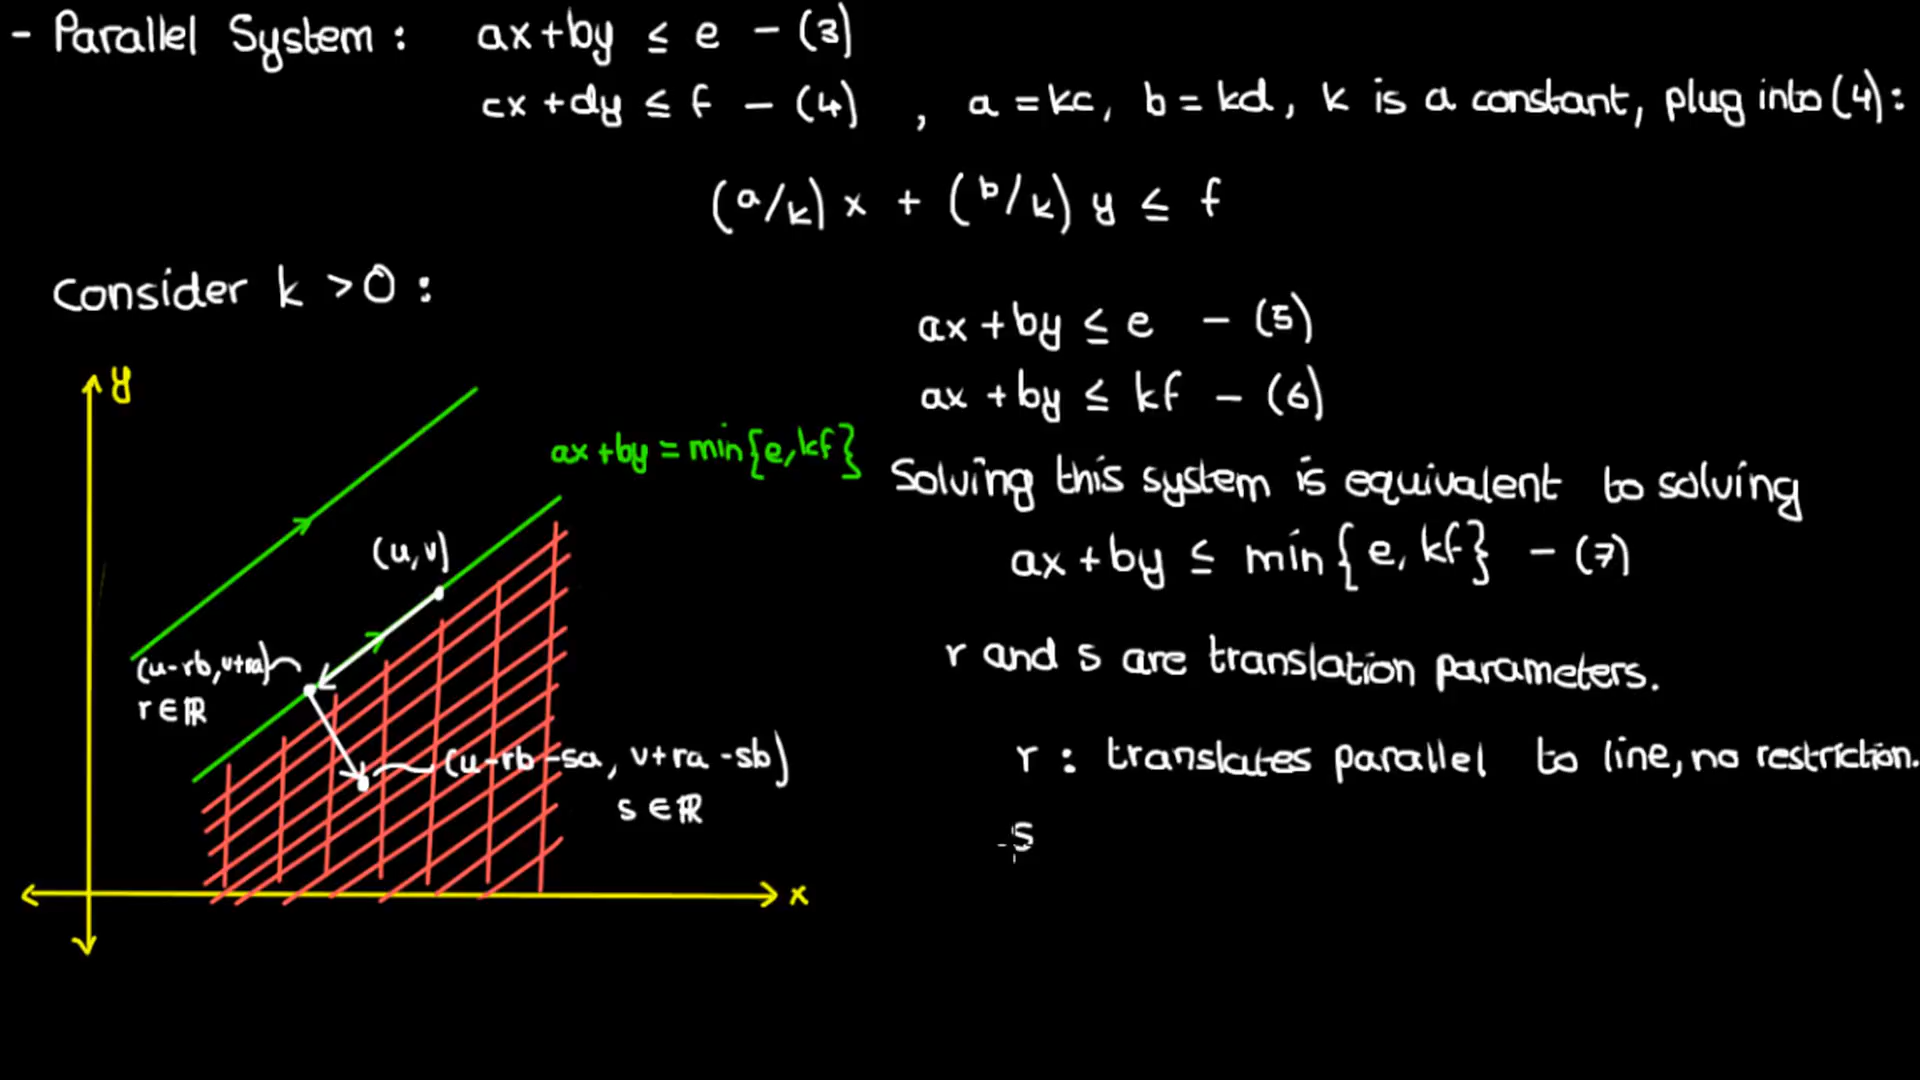 - Parallel System: ax+by ≤ e - (3)
cx+dy ≤ f - (4) , a = kc, b = kd, k is a constant, plug into (4):
(a/k) x + (b/k) y ≤ f
Consider k > 0 :
ax + by ≤ e - (5)
ax + by ≤ kf - (6)
y
ax + by = min{e, kf}
Solving this system is equivalent to solving
ax + by ≤ min{e, kf} - (7)
(u, v)
r and s are translation parameters.
(u-rb, v+ra)
r ∈ ℝ
r : translates parallel to line, no restriction.
(u-rb-sa, v+ra-sb)
s ∈ ℝ
s
x